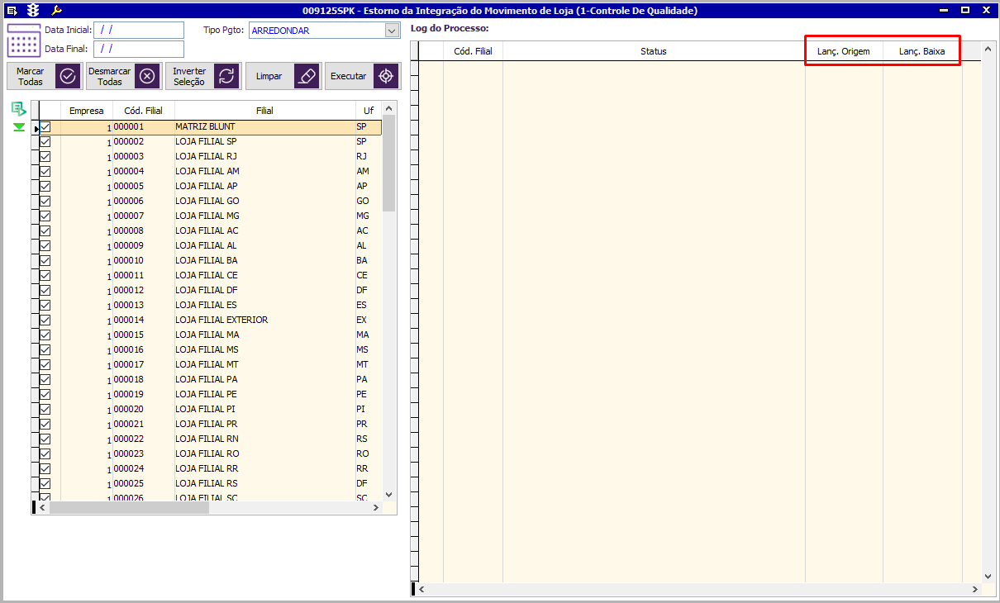 009125SPK - Estorno da Integração do Movimento de Loja (1-Controle De Qualidade)
Data Inicial: / /
Tipo Pgto: ARREDONDAR
Data Final: / /
Marcar Todas
Desmarcar Todas
Inverter Seleção
Limpar
Executar
Empresa Cód. Filial Filial Uf
1 000001 MATRIZ BLUNT SP
1 000002 LOJA FILIAL SP SP
1 000003 LOJA FILIAL RJ RJ
1 000004 LOJA FILIAL AM AM
1 000005 LOJA FILIAL AP AP
1 000006 LOJA FILIAL GO GO
1 000007 LOJA FILIAL MG MG
1 000008 LOJA FILIAL AC AC
1 000009 LOJA FILIAL AL AL
1 000010 LOJA FILIAL BA BA
1 000011 LOJA FILIAL CE CE
1 000012 LOJA FILIAL DF DF
1 000013 LOJA FILIAL ES ES
1 000014 LOJA FILIAL EXTERIOR EX
1 000015 LOJA FILIAL MA MA
1 000016 LOJA FILIAL MS MS
1 000017 LOJA FILIAL MT MT
1 000018 LOJA FILIAL PA PA
1 000019 LOJA FILIAL PE PE
1 000020 LOJA FILIAL PI PI
1 000021 LOJA FILIAL PR PR
1 000022 LOJA FILIAL RN RS
1 000023 LOJA FILIAL RO RO
1 000024 LOJA FILIAL RR RR
1 000025 LOJA FILIAL RS DF
1 000026 LOJA FILIAL SC SC
Log do Processo:
Cód. Filial Status Lanç. Origem Lanç. Baixa